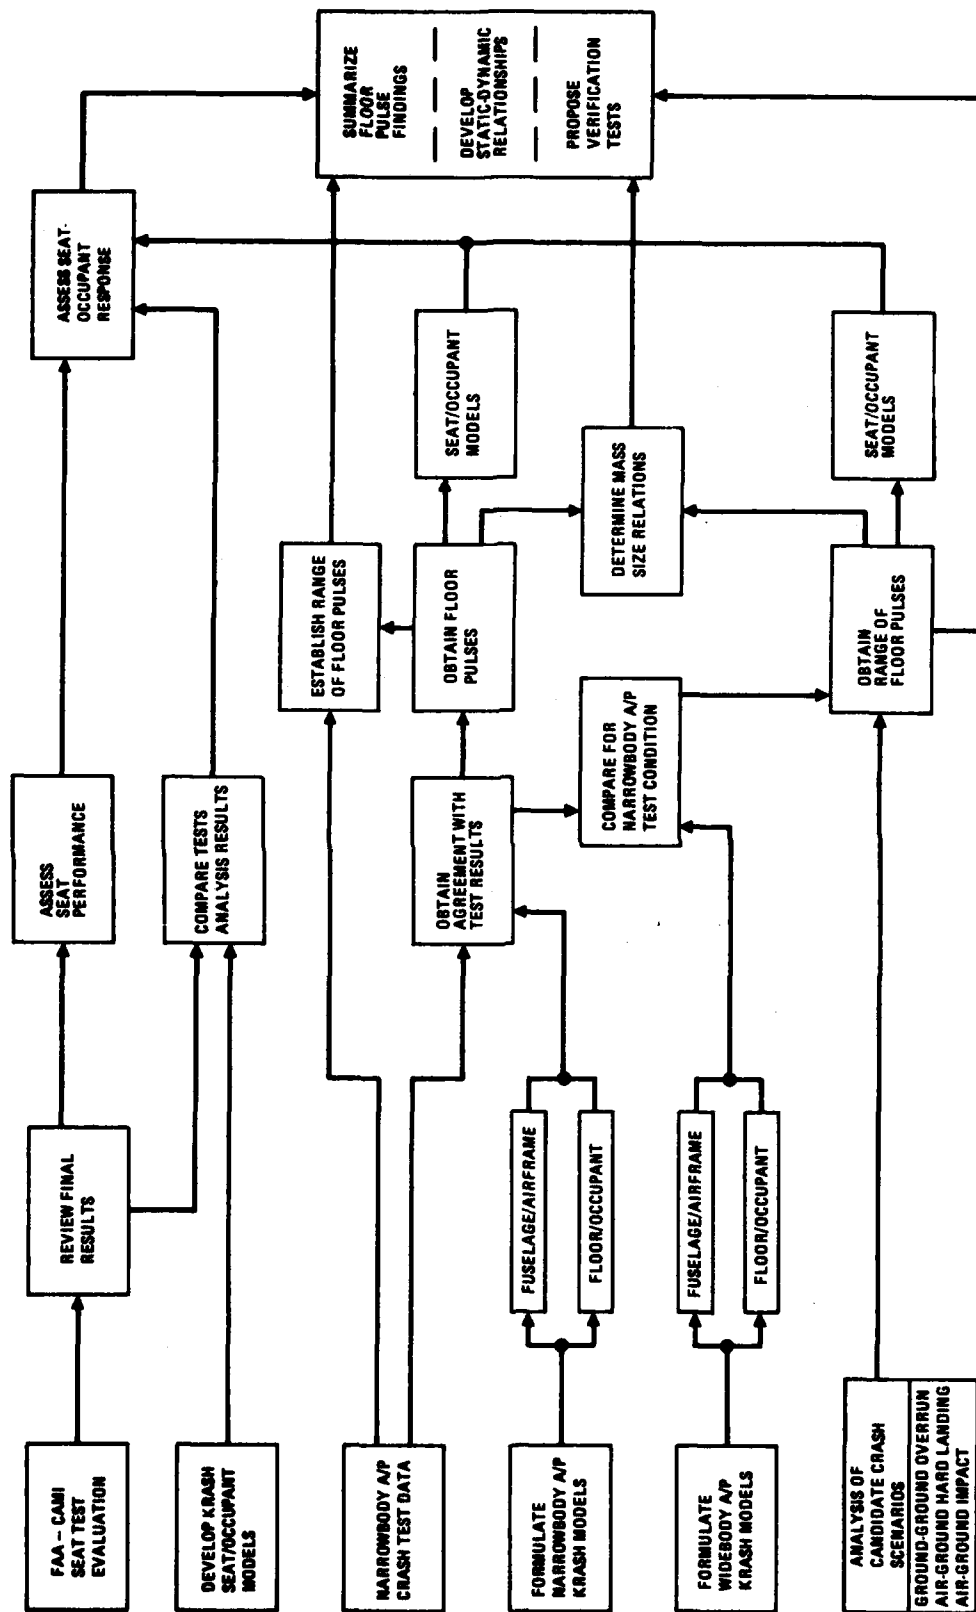 FAA – CAMI
SEAT TEST
EVALUATION
REVIEW FINAL
RESULTS
ASSESS
SEAT
PERFORMANCE
ASSESS SEAT-
OCCUPANT
RESPONSE
DEVELOP KRASH
SEAT/OCCUPANT
MODELS
COMPARE TESTS
ANALYSIS RESULTS
NARROWBODY A/P
CRASH TEST DATA
ESTABLISH RANGE
OF FLOOR PULSES
SUMMARIZE
FLOOR
PULSE
FINDINGS
DEVELOP
STATIC-DYNAMIC
RELATIONSHIPS
PROPOSE
VERIFICATION
TESTS
OBTAIN
AGREEMENT WITH
TEST RESULTS
OBTAIN FLOOR
PULSES
SEAT/OCCUPANT
MODELS
FORMULATE
NARROWBODY A/P
KRASH MODELS
FUSELAGE/AIRFRAME
FLOOR/OCCUPANT
COMPARE FOR
NARROWBODY A/P
TEST CONDITION
DETERMINE MASS
SIZE RELATIONS
FORMULATE
WIDEBODY A/P
KRASH MODELS
FUSELAGE/AIRFRAME
FLOOR/OCCUPANT
ANALYSIS OF
CANDIDATE CRASH
SCENARIOS
GROUND-GROUND OVERRUN
AIR-GROUND HARD LANDING
AIR-GROUND IMPACT
OBTAIN
RANGE OF
FLOOR PULSES
SEAT/OCCUPANT
MODELS